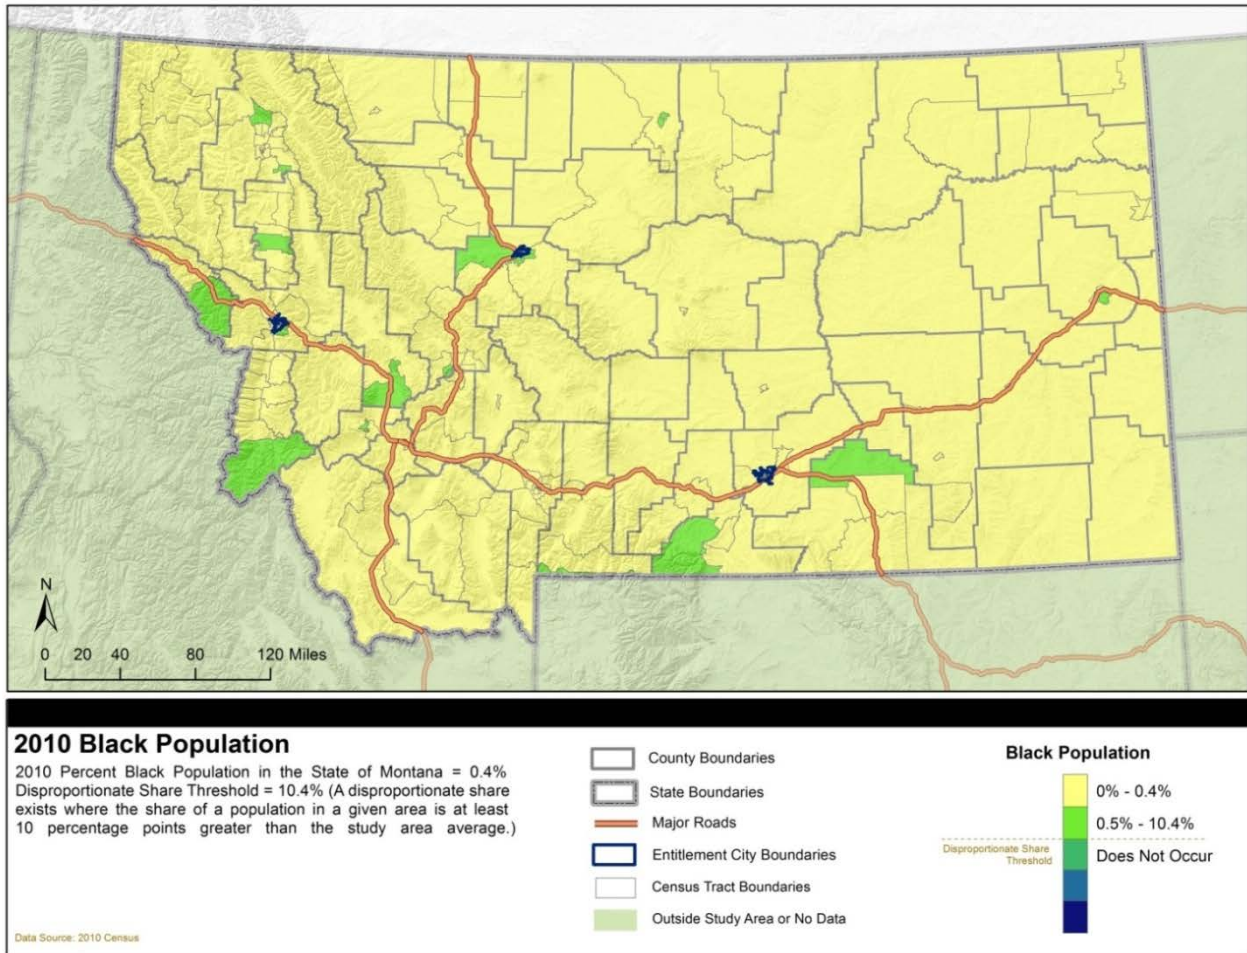 N
0 20 40 80 120 Miles
2010 Black Population
2010 Percent Black Population in the State of Montana = 0.4%
Disproportionate Share Threshold = 10.4% (A disproportionate share
exists where the share of a population in a given area is at least
10 percentage points greater than the study area average.)
Data Source: 2010 Census
County Boundaries
State Boundaries
Major Roads
Entitlement City Boundaries
Census Tract Boundaries
Outside Study Area or No Data
Black Population
0% - 0.4%
0.5% - 10.4%
Disproportionate Share
Threshold
Does Not Occur